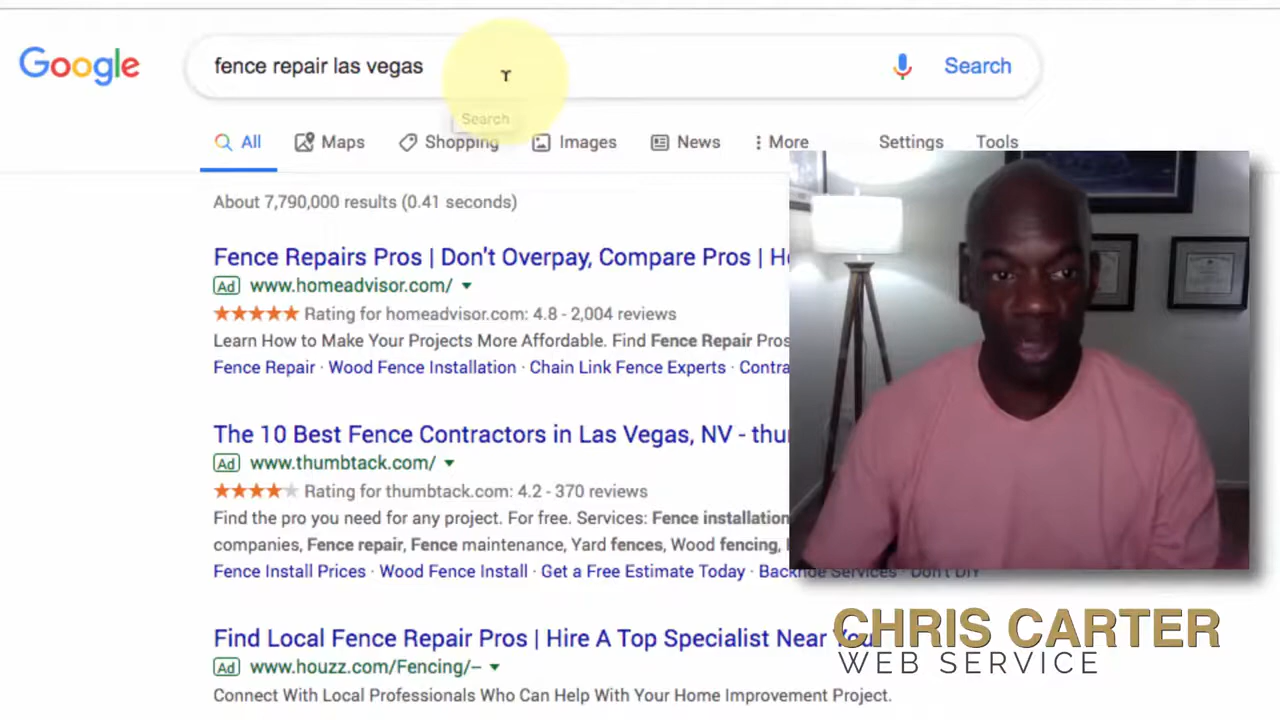 Google
fence repair las vegas
Search
Search
All Maps Shopping Images News More Settings Tools
About 7,790,000 results (0.41 seconds)
Fence Repairs Pros | Don't Overpay, Compare Pros |
Ad www.homeadvisor.com/
Rating for homeadvisor.com: 4.8 - 2,004 reviews
Learn How to Make Your Projects More Affordable. Find Fence Repair Pros
Fence Repair · Wood Fence Installation · Chain Link Fence Experts ·
The 10 Best Fence Contractors in Las Vegas, NV -
Ad www.thumbtack.com/
Rating for thumbtack.com: 4.2 - 370 reviews
Find the pro you need for any project. For free. Services: Fence installation
companies, Fence repair, Fence maintenance, Yard fences, Wood fencing,
Fence Install Prices · Wood Fence Install · Get a Free Estimate Today · Backhoe Services · Don't DIY
Find Local Fence Repair Pros | Hire A Top Specialist Near You
Ad www.houzz.com/Fencing/--
Connect With Local Professionals Who Can Help With Your Home Improvement Project.
CHRIS CARTER
WEB SERVICE